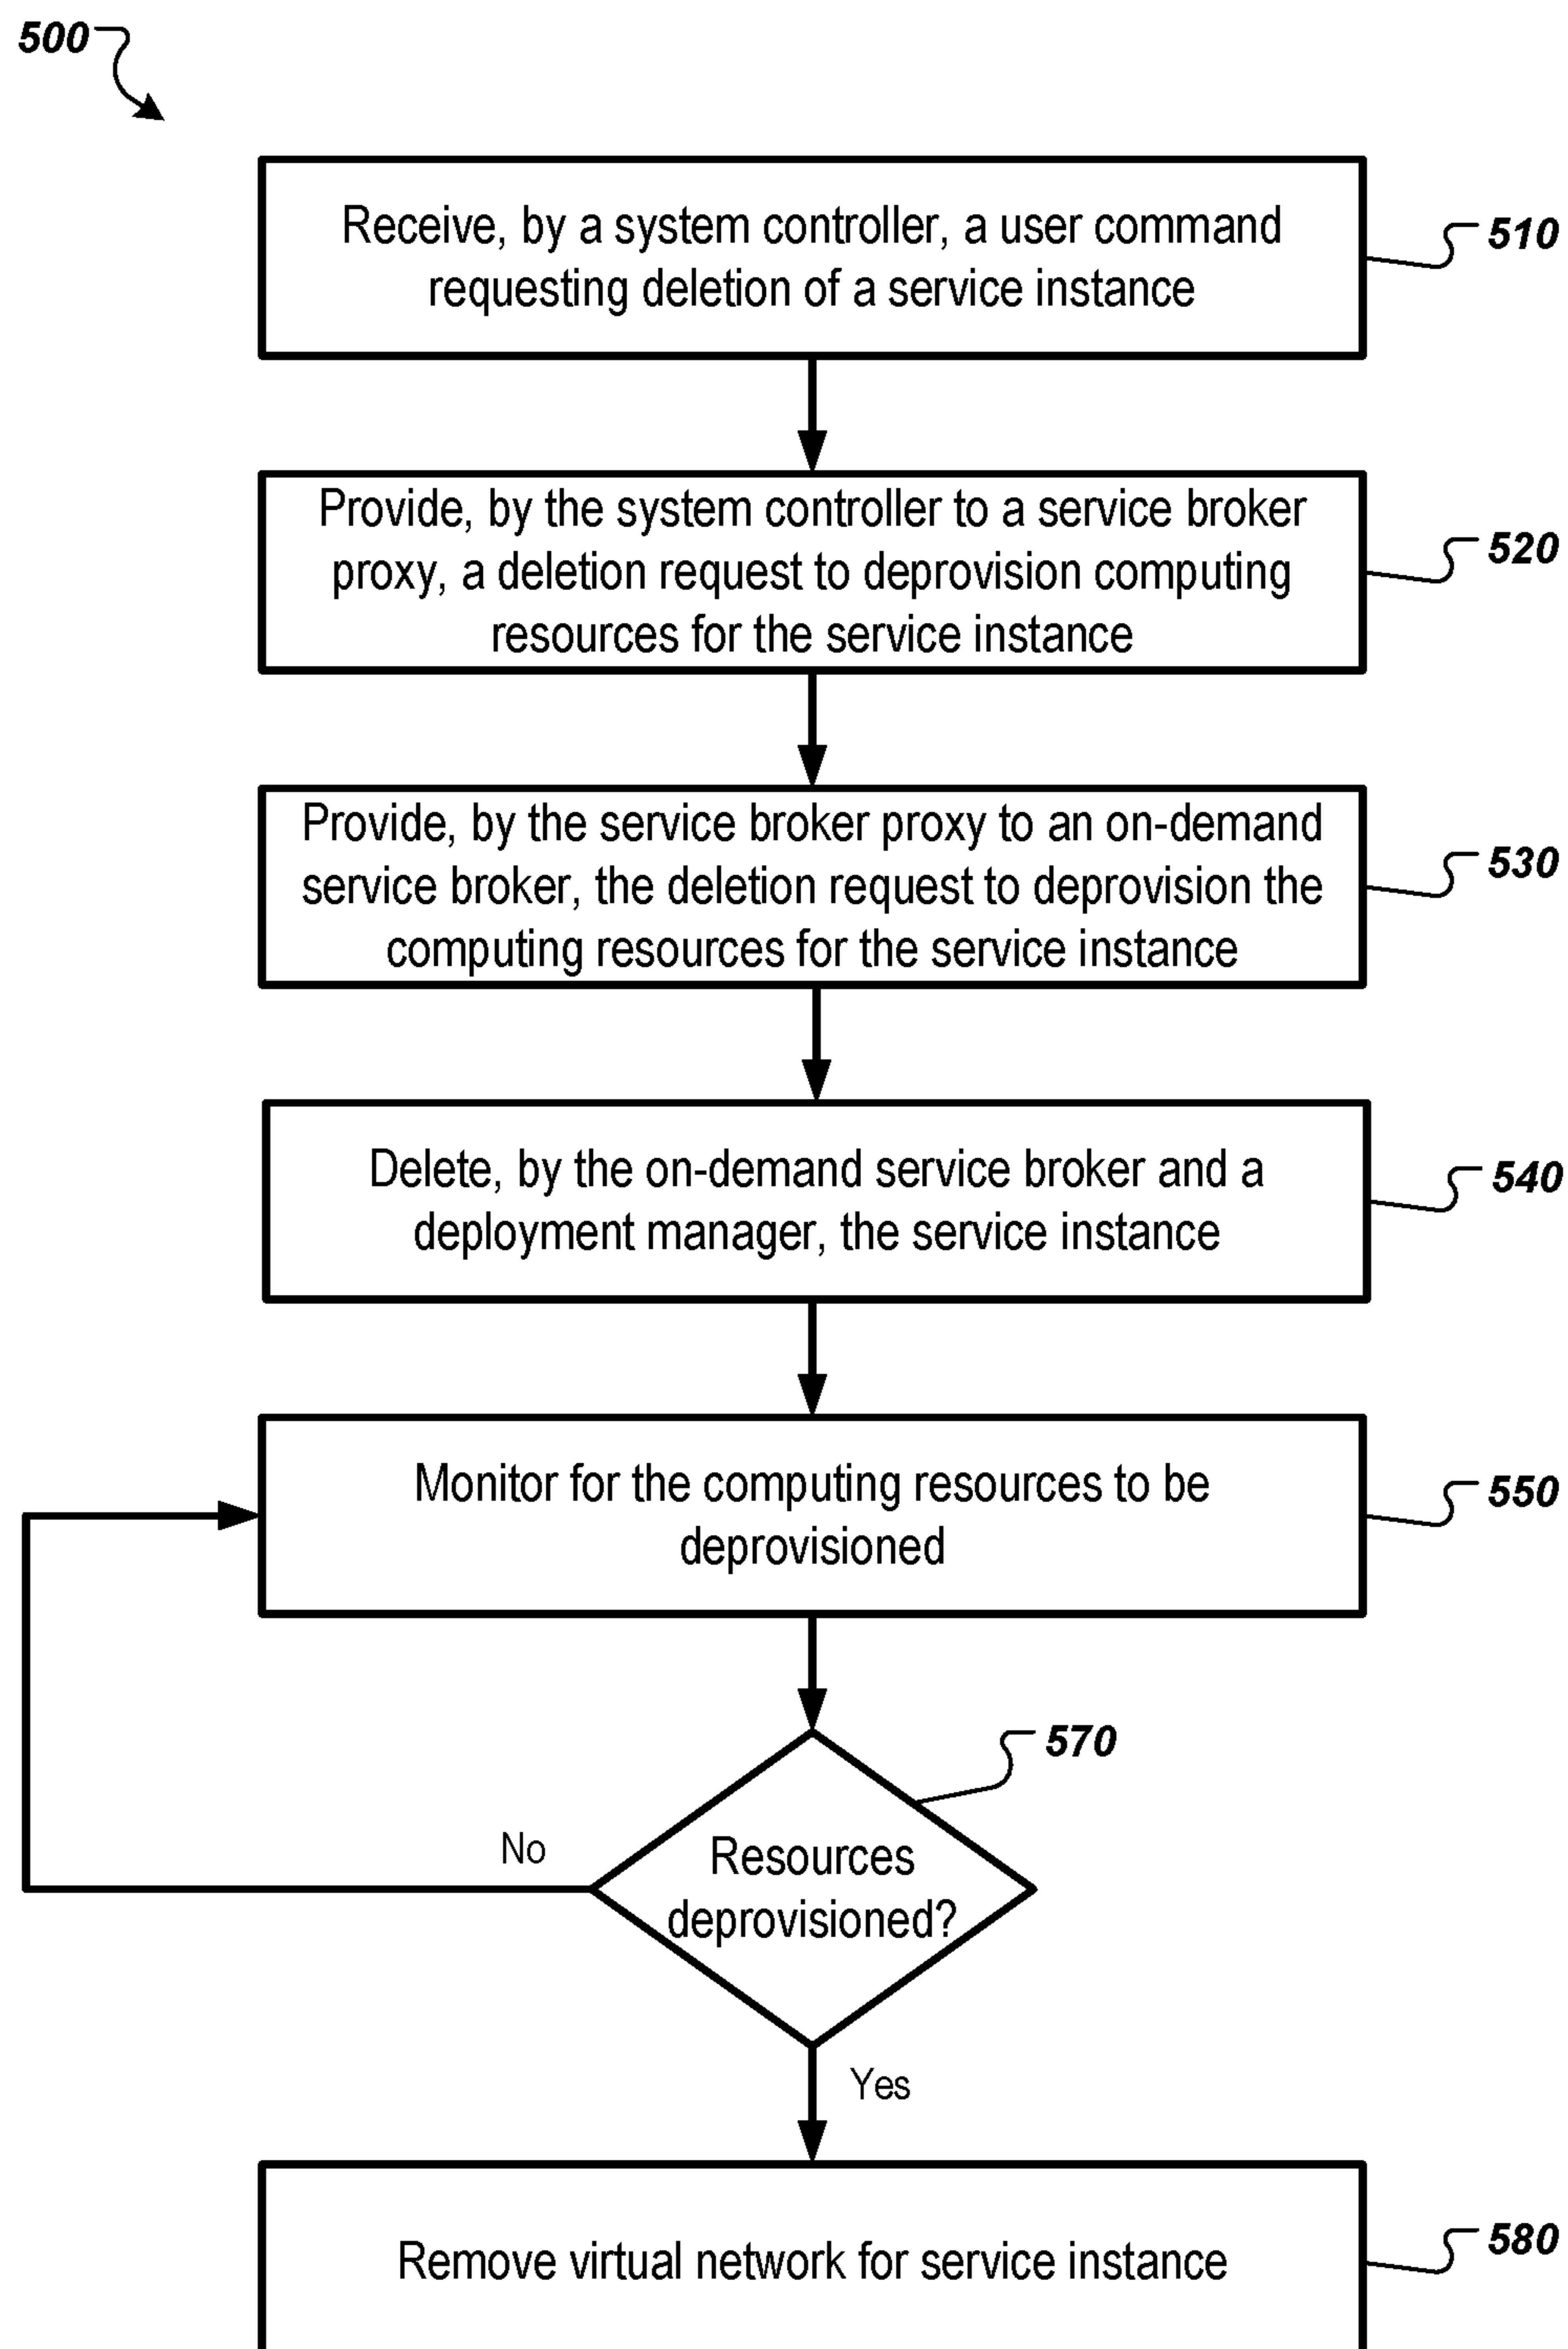 500
Receive, by a system controller, a user command
requesting deletion of a service instance
510
Provide, by the system controller to a service broker
proxy, a deletion request to deprovision computing
resources for the service instance
520
Provide, by the service broker proxy to an on-demand
service broker, the deletion request to deprovision the
computing resources for the service instance
530
Delete, by the on-demand service broker and a
deployment manager, the service instance
540
Monitor for the computing resources to be
deprovisioned
550
570
Resources
deprovisioned?
No
Yes
Remove virtual network for service instance
580